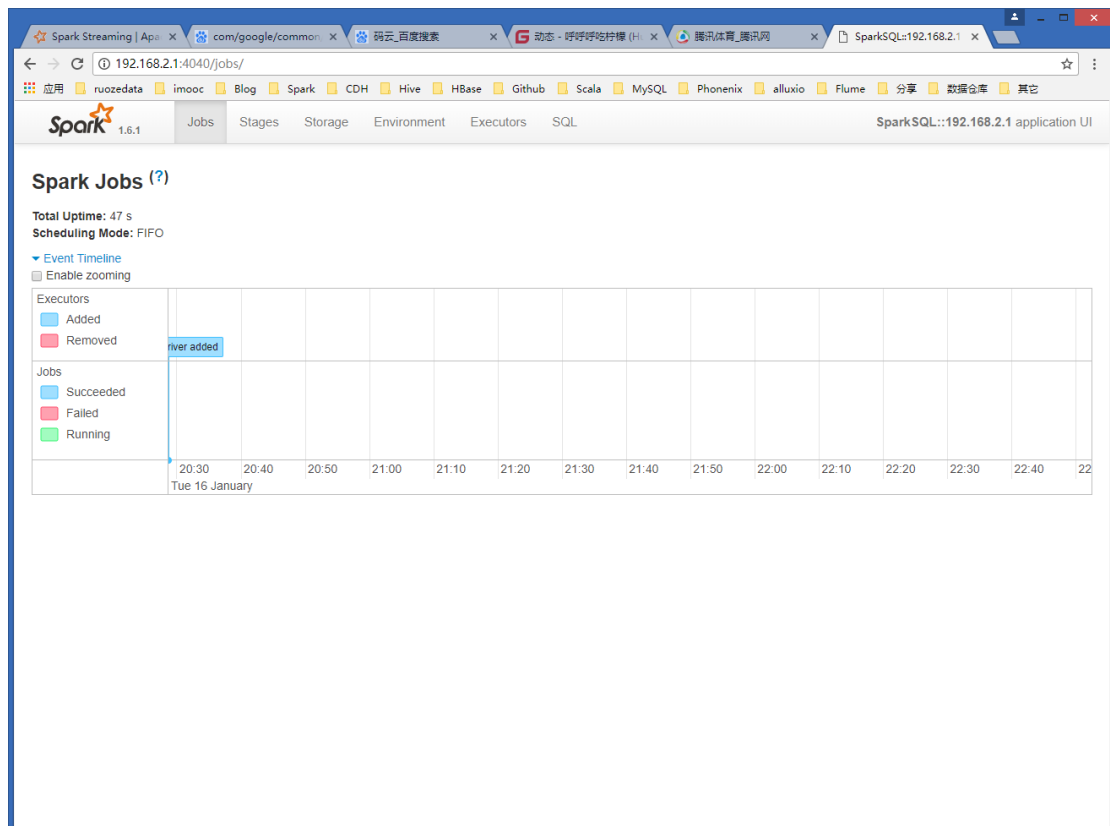 Spark Streaming | Apa com/google/common 码云_百度搜索 动态 - 呼呼呼吃柠檬 (H 腾讯体育_腾讯网 SparkSQL::192.168.2.1
192.168.2.1:4040/jobs/
应用 ruozedata imooc Blog Spark CDH Hive HBase Github Scala MySQL Phonenix alluxio Flume 分享 数据仓库 其它
Spark 1.6.1 Jobs Stages Storage Environment Executors SQL SparkSQL::192.168.2.1 application UI
Spark Jobs (?)
Total Uptime: 47 s
Scheduling Mode: FIFO
Event Timeline
Enable zooming
Executors
Added
Removed
river added
Jobs
Succeeded
Failed
Running
20:30 20:40 20:50 21:00 21:10 21:20 21:30 21:40 21:50 22:00 22:10 22:20 22:30 22:40 22
Tue 16 January